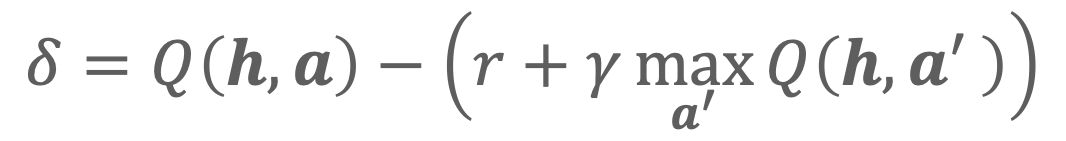 δ = Q(h, a) − (r + γ max_{a′} Q(h, a′))